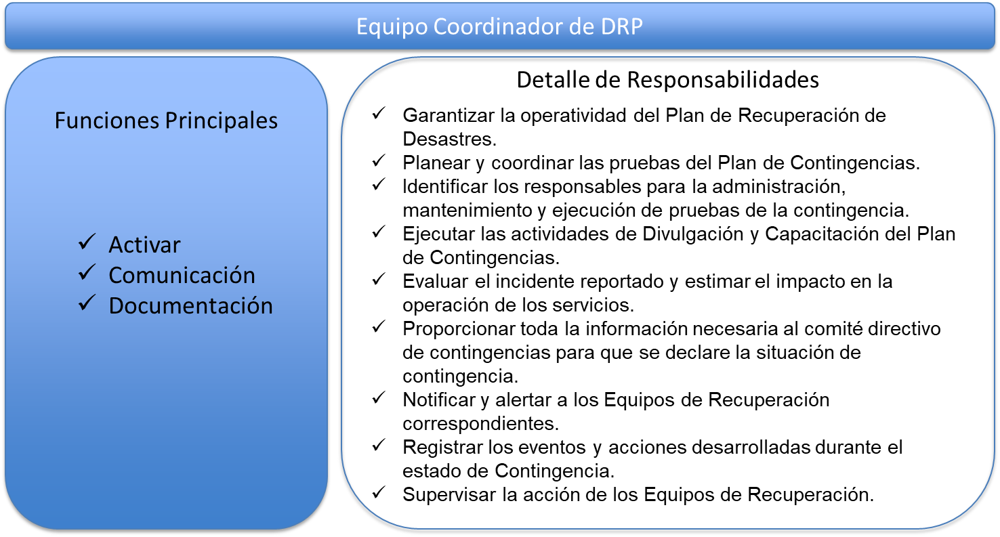 Equipo Coordinador de DRP
Funciones Principales
✓ Activar
✓ Comunicación
✓ Documentación
Detalle de Responsabilidades
✓ Garantizar la operatividad del Plan de Recuperación de
Desastres.
✓ Planear y coordinar las pruebas del Plan de Contingencias.
✓ Identificar los responsables para la administración,
mantenimiento y ejecución de pruebas de la contingencia.
✓ Ejecutar las actividades de Divulgación y Capacitación del Plan
de Contingencias.
✓ Evaluar el incidente reportado y estimar el impacto en la
operación de los servicios.
✓ Proporcionar toda la información necesaria al comité directivo
de contingencias para que se declare la situación de
contingencia.
✓ Notificar y alertar a los Equipos de Recuperación
correspondientes.
✓ Registrar los eventos y acciones desarrolladas durante el
estado de Contingencia.
✓ Supervisar la acción de los Equipos de Recuperación.